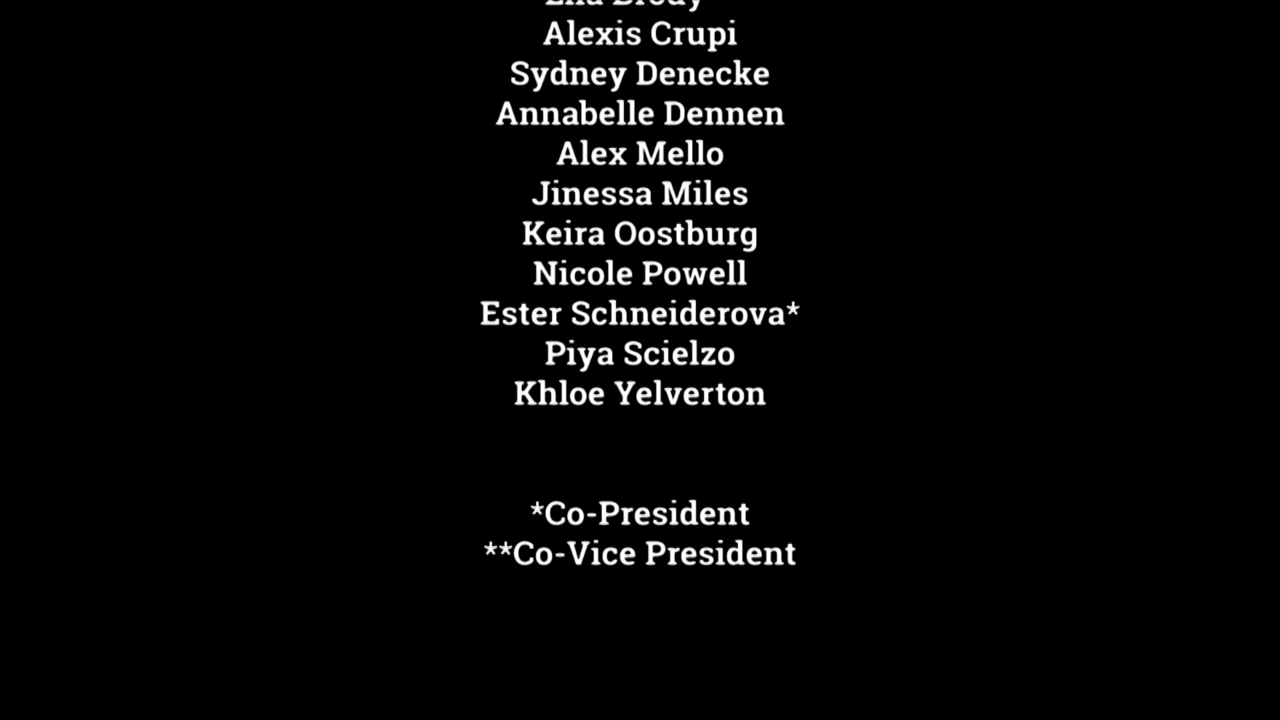 Alexis Crupi
Sydney Denecke
Annabelle Dennen
Alex Mello
Jinessa Miles
Keira Oostburg
Nicole Powell
Ester Schneiderova*
Piya Scielzo
Khloe Yelverton
*Co-President
**Co-Vice President